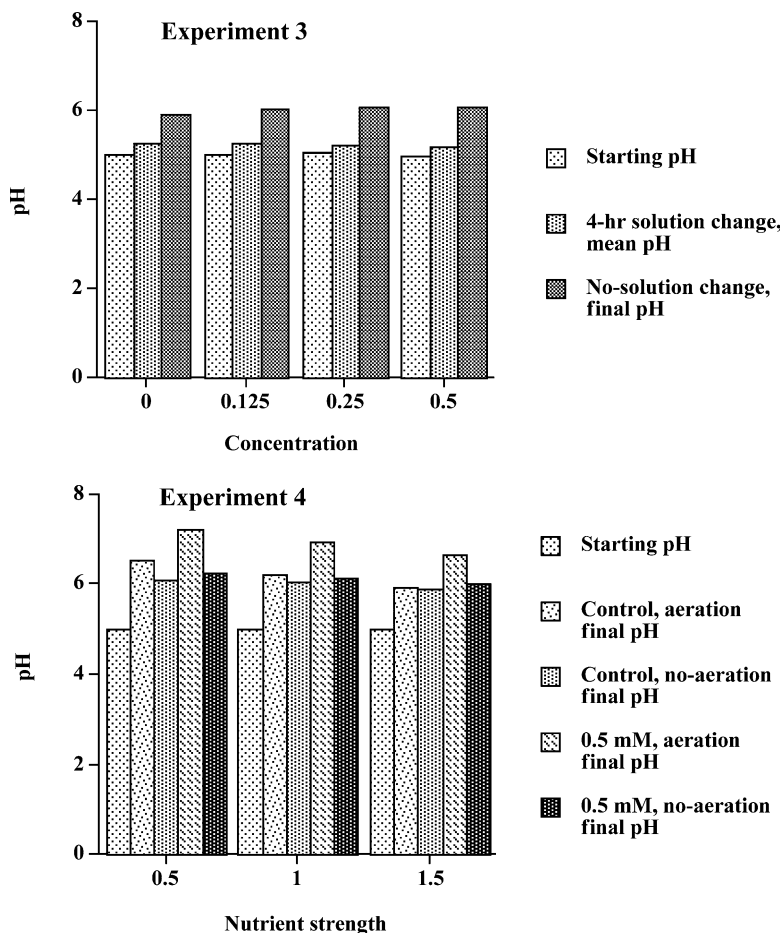 Experiment 3
8
6
4
2
0
pH
0 0.125 0.25 0.5
Concentration
Starting pH
4-hr solution change,
mean pH
No-solution change,
final pH
Experiment 4
8
6
4
2
0
pH
0.5 1 1.5
Nutrient strength
Starting pH
Control, aeration
final pH
Control, no-aeration
final pH
0.5 mM, aeration
final pH
0.5 mM, no-aeration
final pH